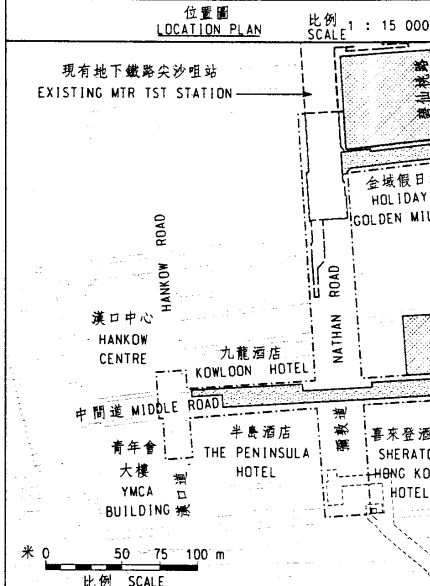 位置圖
LOCATION PLAN
比例
SCALE 1 : 15 000
現有地下鐵路尖沙咀站
EXISTING MTR TST STATION
碧仙桃路
金域假日
HOLIDAY
GOLDEN MIL
HANKOW ROAD
NATHAN ROAD
漢口中心
HANKOW
CENTRE
九龍酒店
KOWLOON HOTEL
中間道 MIDDLE ROAD
青年會
大樓
YMCA
BUILDING
漢口道
半島酒店
THE PENINSULA
HOTEL
彌敦道
喜來登酒
SHERATO
HONG KO
HOTEL
米 0 50 75 100 m
比例 SCALE